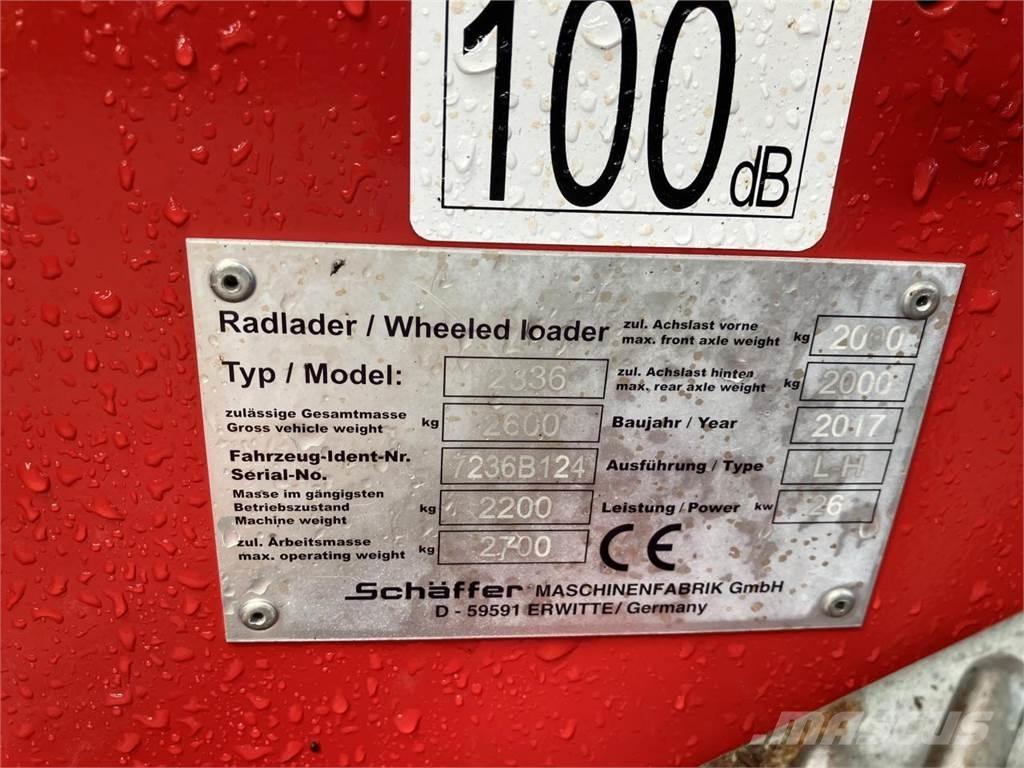 100 dB
Radlader / Wheeled loader
zul. Achslast vorne
max. front axle weight kg 2000
Typ / Model: 2336
zul. Achslast hinten
max. rear axle weight kg 2000
zulässige Gesamtmasse
Gross vehicle weight kg 2600
Baujahr / Year 2017
Fahrzeug-Ident-Nr.
Serial-No. 7236B124
Ausführung / Type L-H
Masse im gängigsten
Betriebszustand
Machine weight kg 2200
Leistung / Power kw 26
zul. Arbeitsmasse
max. operating weight kg 2700
CE
Schäffer MASCHINENFABRIK GmbH
D - 59591 ERWITTE / Germany
MASCUS